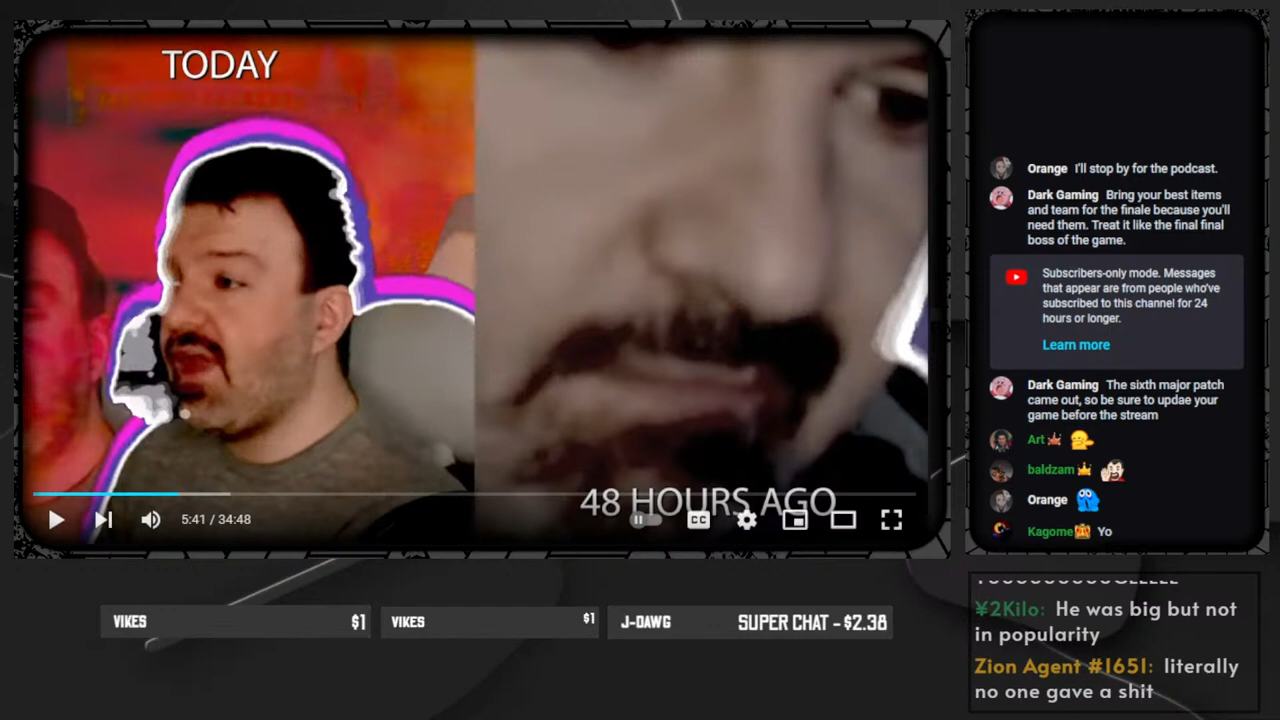 TODAY
48 HOURS AGO
5:41 / 34:48
CC
Orange I'll stop by for the podcast.
Dark Gaming Bring your best items
and team for the finale because you'll
need them. Treat it like the final final
boss of the game.
Subscribers-only mode. Messages
that appear are from people who've
subscribed to this channel for 24
hours or longer.
Learn more
Dark Gaming The sixth major patch
came out, so be sure to updae your
game before the stream
Art
baldzam
Orange
Kagome Yo
VIKES $1
VIKES $1
J-DAWG SUPER CHAT - $2.38
¥2Kilo: He was big but not
in popularity
Zion Agent #1651: literally
no one gave a shit